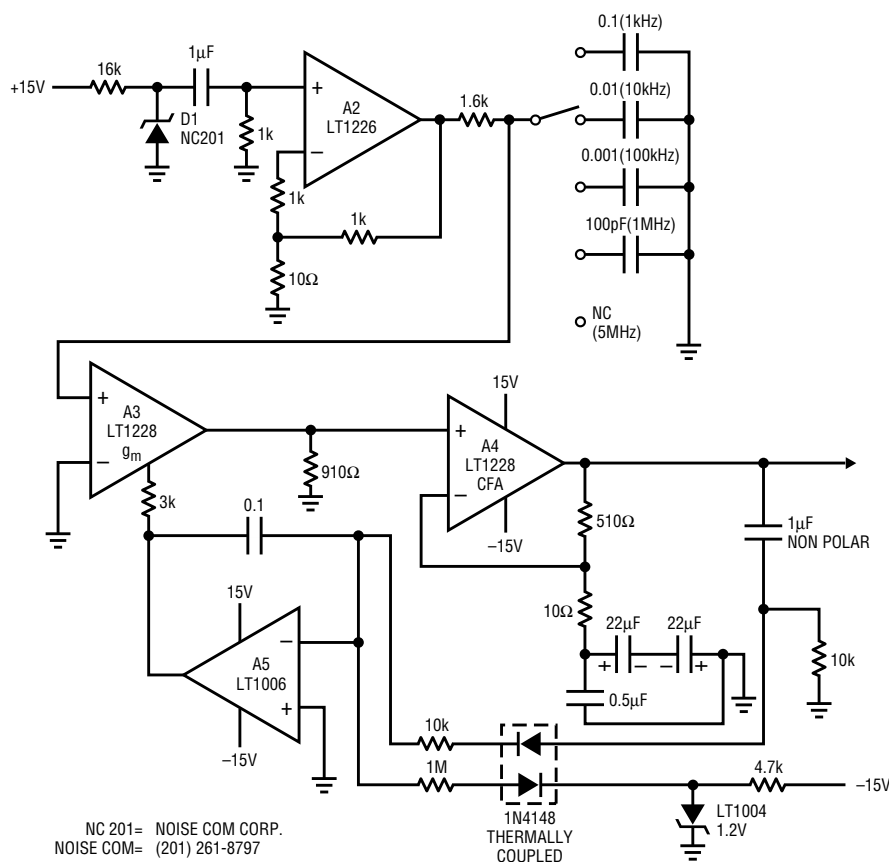 +15V
16k
1µF
D1
NC201
1k
A2
LT1226
+
−
1k
1k
10Ω
1.6k
0.1(1kHz)
0.01(10kHz)
0.001(100kHz)
100pF(1MHz)
NC
(5MHz)
A3
LT1228
gm
+
−
3k
910Ω
15V
A4
LT1228
CFA
+
−
−15V
510Ω
10Ω
1µF
NON POLAR
10k
0.1
22µF
22µF
+ −
− +
0.5µF
15V
A5
LT1006
−
+
−15V
10k
1M
1N4148
THERMALLY
COUPLED
4.7k
−15V
LT1004
1.2V
NC 201= NOISE COM CORP.
NOISE COM= (201) 261-8797